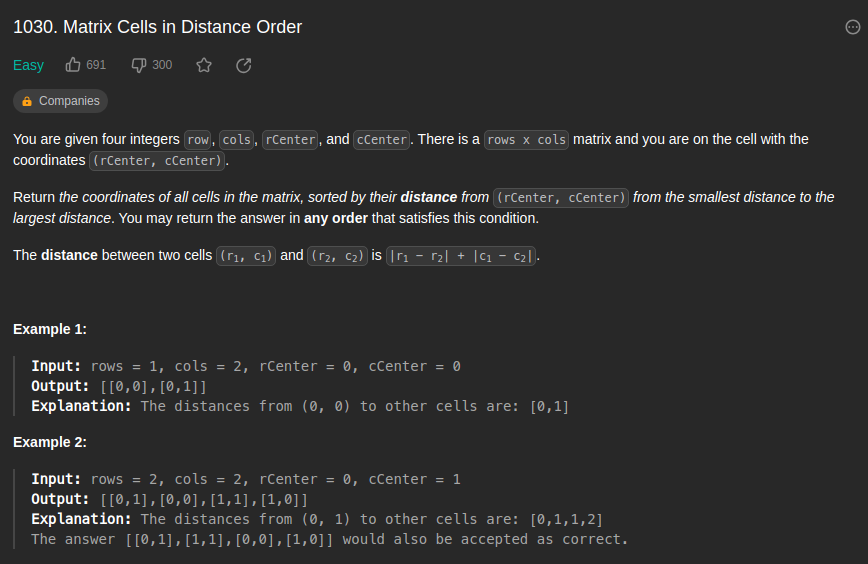 1030. Matrix Cells in Distance Order
Easy 691 300
Companies
You are given four integers row, cols, rCenter, and cCenter. There is a rows x cols matrix and you are on the cell with the
coordinates (rCenter, cCenter).
Return the coordinates of all cells in the matrix, sorted by their distance from (rCenter, cCenter) from the smallest distance to the
largest distance. You may return the answer in any order that satisfies this condition.
The distance between two cells (r₁, c₁) and (r₂, c₂) is |r₁ − r₂| + |c₁ − c₂|.
Example 1:
Input: rows = 1, cols = 2, rCenter = 0, cCenter = 0
Output: [[0,0],[0,1]]
Explanation: The distances from (0, 0) to other cells are: [0,1]
Example 2:
Input: rows = 2, cols = 2, rCenter = 0, cCenter = 1
Output: [[0,1],[0,0],[1,1],[1,0]]
Explanation: The distances from (0, 1) to other cells are: [0,1,1,2]
The answer [[0,1],[1,1],[0,0],[1,0]] would also be accepted as correct.